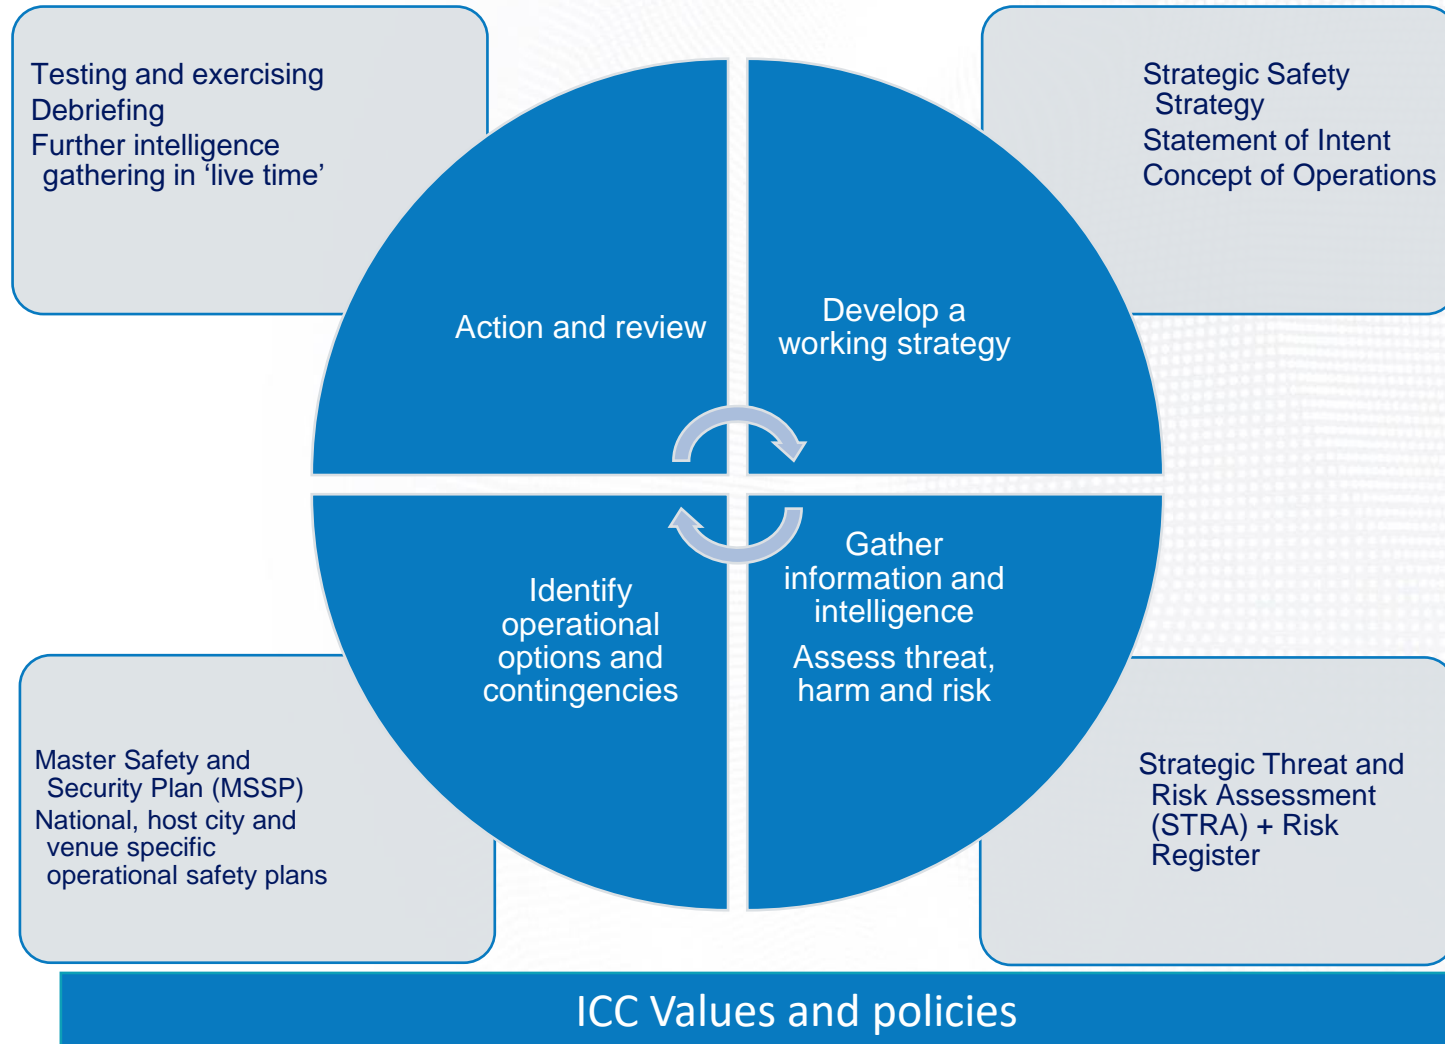 Testing and exercising
Debriefing
Further intelligence
gathering in ‘live time’
Strategic Safety
Strategy
Statement of Intent
Concept of Operations
Action and review
Develop a
working strategy
Identify
operational
options and
contingencies
Gather
information and
intelligence
Assess threat,
harm and risk
Master Safety and
Security Plan (MSSP)
National, host city and
venue specific
operational safety plans
Strategic Threat and
Risk Assessment
(STRA) + Risk
Register
ICC Values and policies